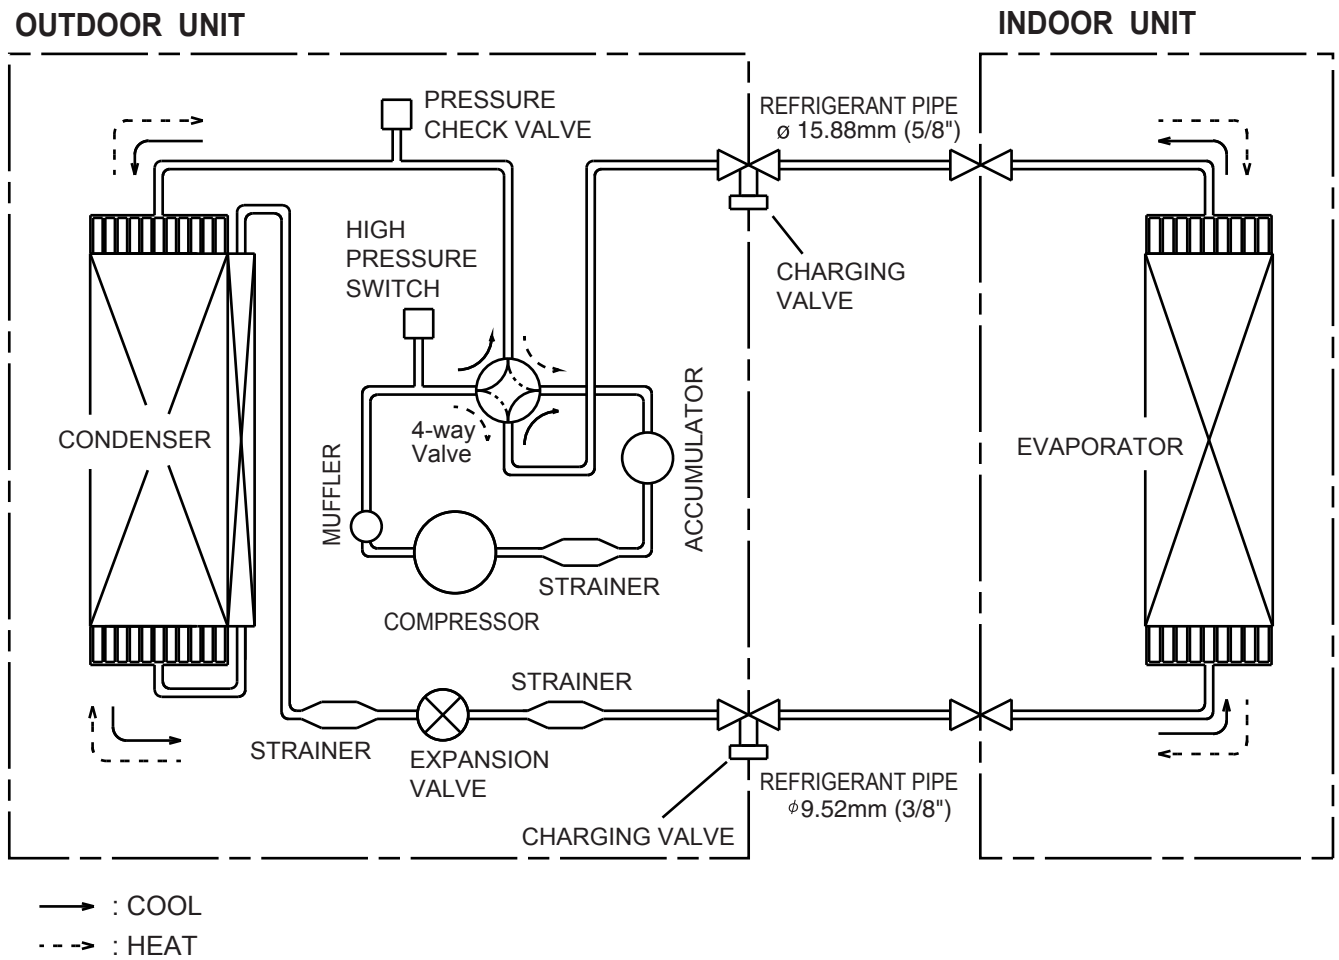 OUTDOOR UNIT
INDOOR UNIT
PRESSURE
CHECK VALVE
REFRIGERANT PIPE
ø 15.88mm (5/8")
HIGH
PRESSURE
SWITCH
CHARGING
VALVE
4-way
Valve
ACCUMULATOR
CONDENSER
EVAPORATOR
MUFFLER
STRAINER
COMPRESSOR
STRAINER
STRAINER
EXPANSION
VALVE
REFRIGERANT PIPE
φ9.52mm (3/8")
CHARGING VALVE
: COOL
: HEAT